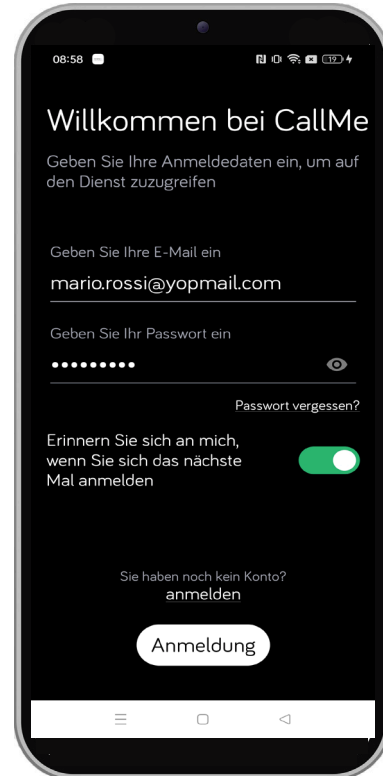 08:58
19
Willkommen bei CallMe
Geben Sie Ihre Anmeldedaten ein, um auf
den Dienst zuzugreifen
Geben Sie Ihre E-Mail ein
mario.rossi@yopmail.com
Geben Sie Ihr Passwort ein
•••••••••
Passwort vergessen?
Erinnern Sie sich an mich,
wenn Sie sich das nächste
Mal anmelden
Sie haben noch kein Konto?
anmelden
Anmeldung